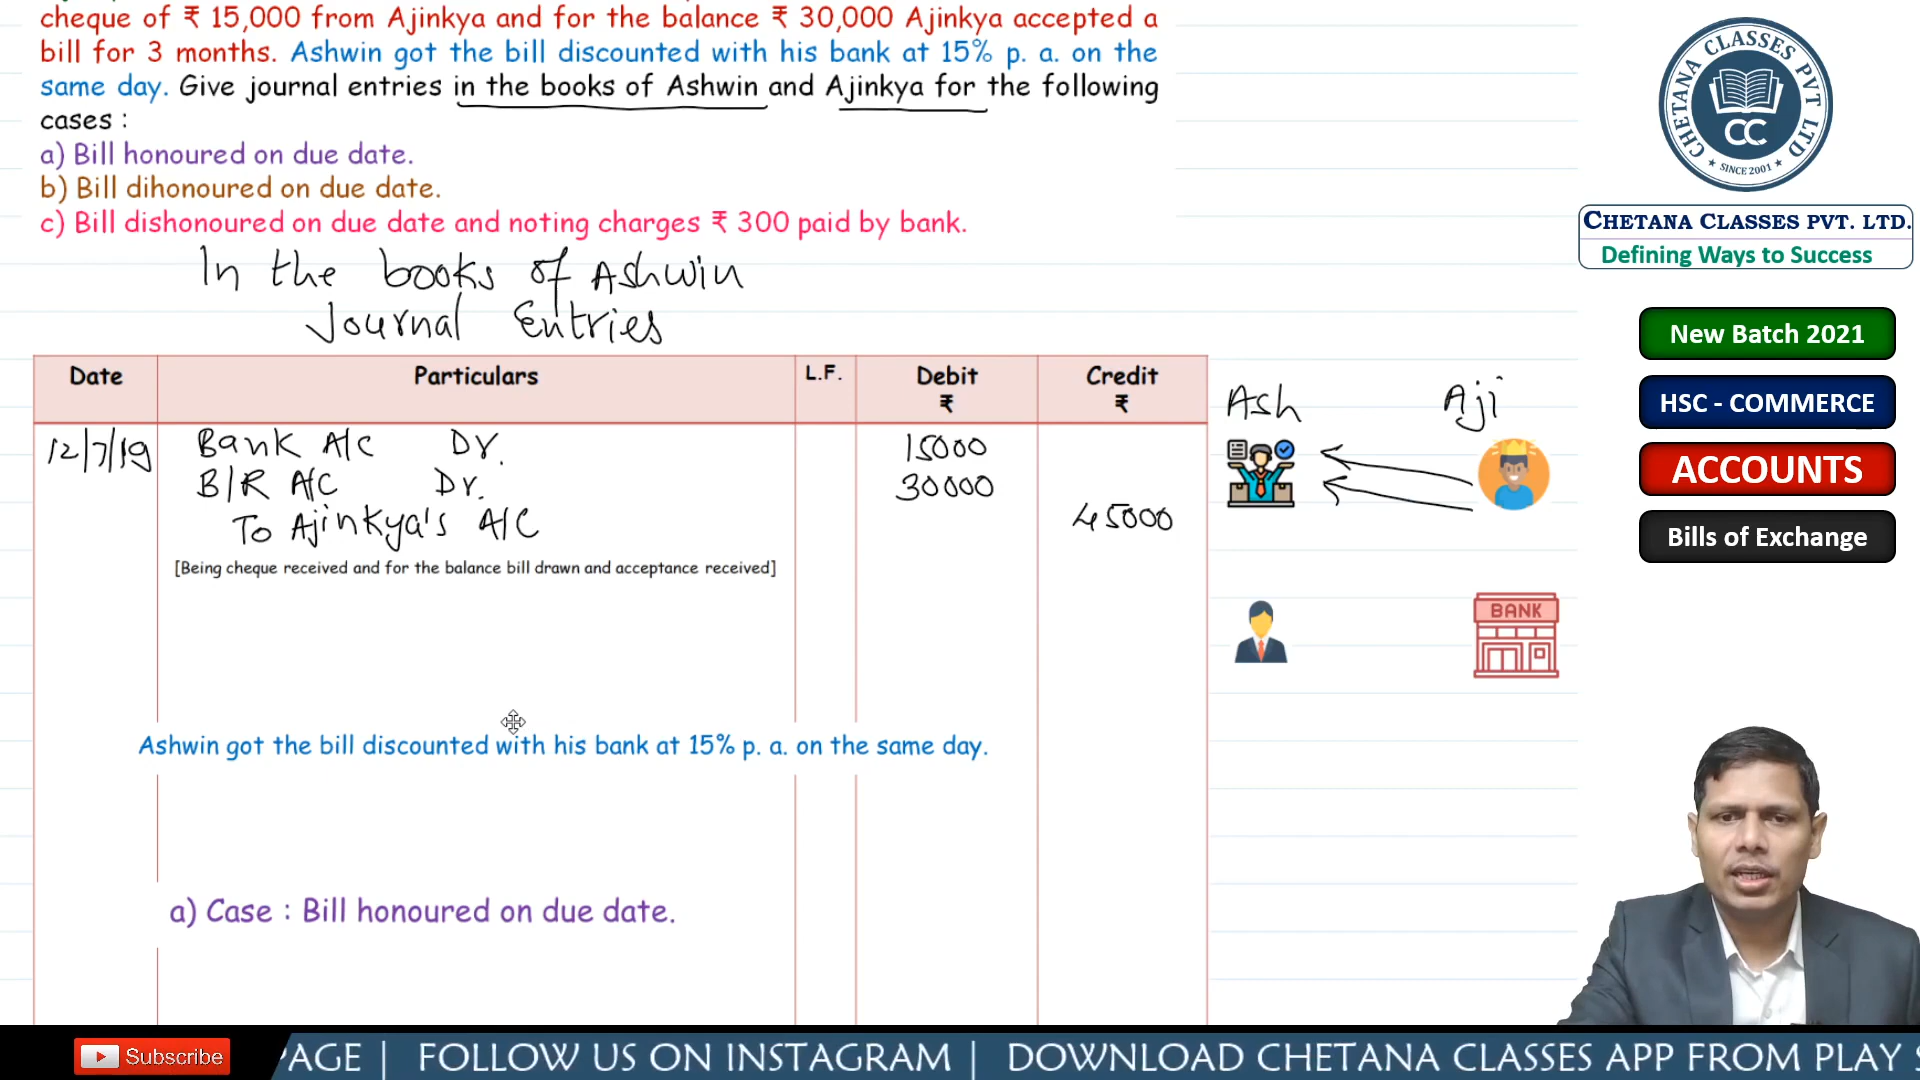 cheque of ₹ 15,000 from Ajinkya and for the balance ₹ 30,000 Ajinkya accepted a
bill for 3 months. Ashwin got the bill discounted with his bank at 15% p. a. on the
same day. Give journal entries in the books of Ashwin and Ajinkya for the following
cases :
a) Bill honoured on due date.
b) Bill dihonoured on due date.
c) Bill dishonoured on due date and noting charges ₹ 300 paid by bank.
In the books of Ashwin
Journal Entries
Date Particulars L.F. Debit ₹ Credit ₹
12/7/19 Bank A/c Dr. 15000
B/R A/C Dr. 30000
To Ajinkya's A/C 45000
[Being cheque received and for the balance bill drawn and acceptance received]
Ashwin got the bill discounted with his bank at 15% p. a. on the same day.
a) Case : Bill honoured on due date.
Ash Aji
BANK
CHETANA CLASSES PVT LTD
CC
SINCE 2001
CHETANA CLASSES PVT. LTD.
Defining Ways to Success
New Batch 2021
HSC - COMMERCE
ACCOUNTS
Bills of Exchange
Subscribe
PAGE | FOLLOW US ON INSTAGRAM | DOWNLOAD CHETANA CLASSES APP FROM PLAY